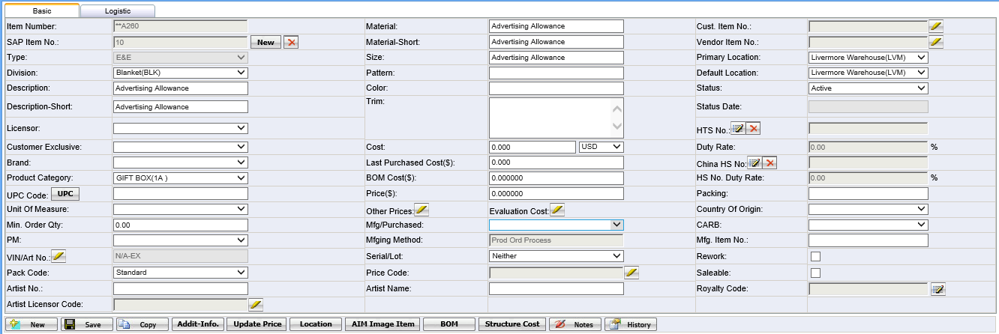 Basic Logistic
Item Number: **A260 Material: Advertising Allowance Cust. Item No.:
SAP Item No.: 10 New Material-Short: Advertising Allowance Vendor Item No.:
Type: E&E Size: Advertising Allowance Primary Location: Livermore Warehouse(LVM)
Division: Blanket(BLK) Pattern: Default Location: Livermore Warehouse(LVM)
Description: Advertising Allowance Color: Status: Active
Description-Short: Advertising Allowance Trim: Status Date:
Licensor: HTS No.:
Customer Exclusive: Cost: 0.000 USD Duty Rate: 0.00 %
Brand: Last Purchased Cost($): 0.000 China HS No:
Product Category: GIFT BOX(1A ) BOM Cost($): 0.000000 HS No. Duty Rate: 0.00 %
UPC Code: UPC Price($): 0.000000 Packing:
Unit Of Measure: Other Prices: Evaluation Cost: Country Of Origin:
Min. Order Qty: 0.00 Mfg/Purchased: CARB:
PM: Mfging Method: Prod Ord Process Mfg. Item No.:
VIN/Art No.: N/A-EX Serial/Lot: Neither Rework:
Pack Code: Standard Price Code: Saleable:
Artist No.: Artist Name: Royalty Code:
Artist Licensor Code:
New Save Copy Addit-Info. Update Price Location AIM Image Item BOM Structure Cost Notes History